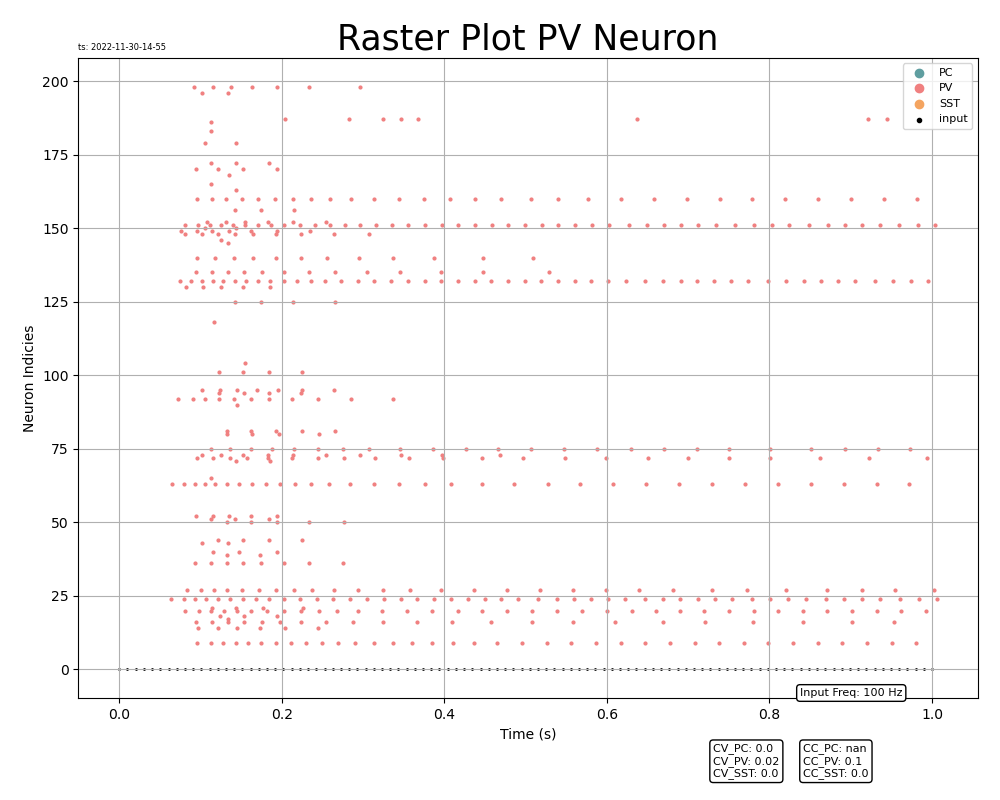 Raster Plot PV Neuron
ts: 2022-11-30-14-55
PC
PV
SST
input
200
175
150
125
100
75
50
25
0
Neuron Indicies
Input Freq: 100 Hz
0.0 0.2 0.4 0.6 0.8 1.0
Time (s)
CV_PC: 0.0
CV_PV: 0.02
CV_SST: 0.0
CC_PC: nan
CC_PV: 0.1
CC_SST: 0.0